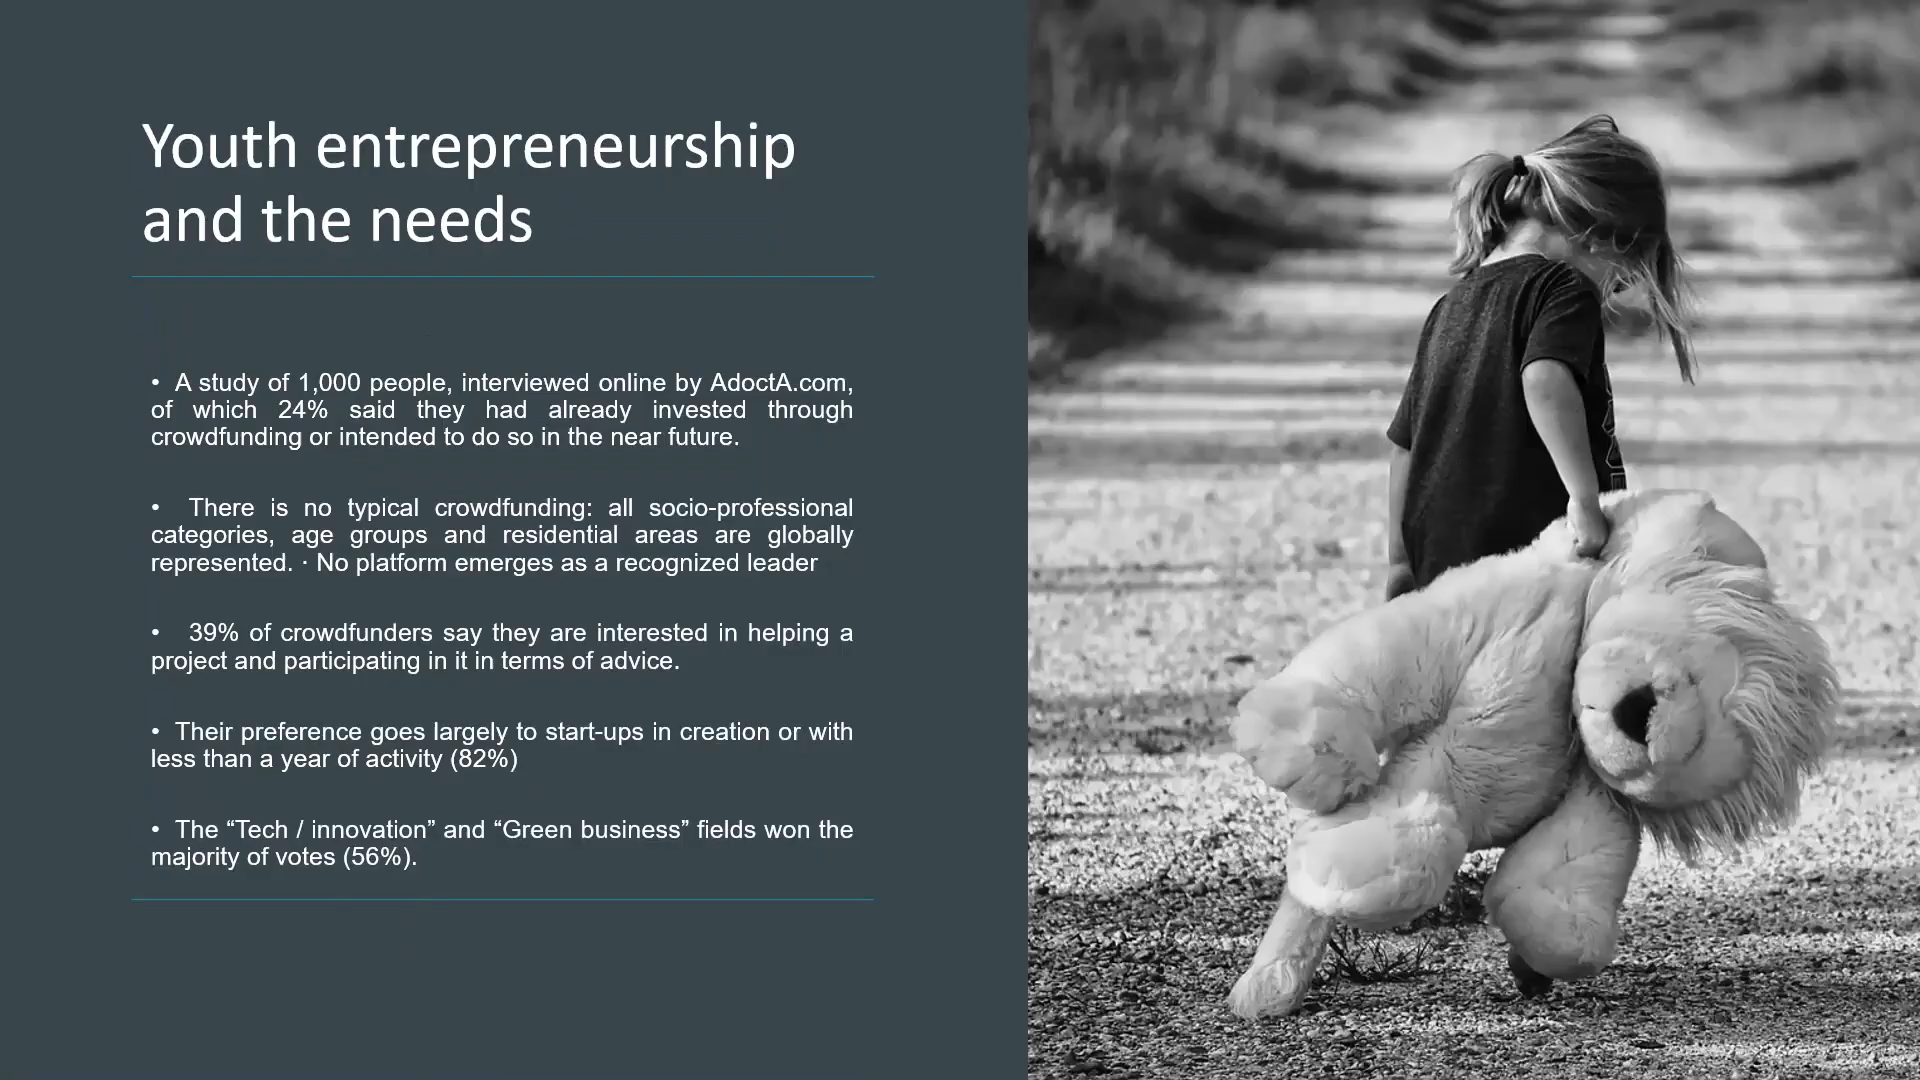 Youth entrepreneurship
and the needs
• A study of 1,000 people, interviewed online by AdoctA.com,
of which 24% said they had already invested through
crowdfunding or intended to do so in the near future.
• There is no typical crowdfunding: all socio-professional
categories, age groups and residential areas are globally
represented. · No platform emerges as a recognized leader
• 39% of crowdfunders say they are interested in helping a
project and participating in it in terms of advice.
• Their preference goes largely to start-ups in creation or with
less than a year of activity (82%)
• The “Tech / innovation” and “Green business” fields won the
majority of votes (56%).